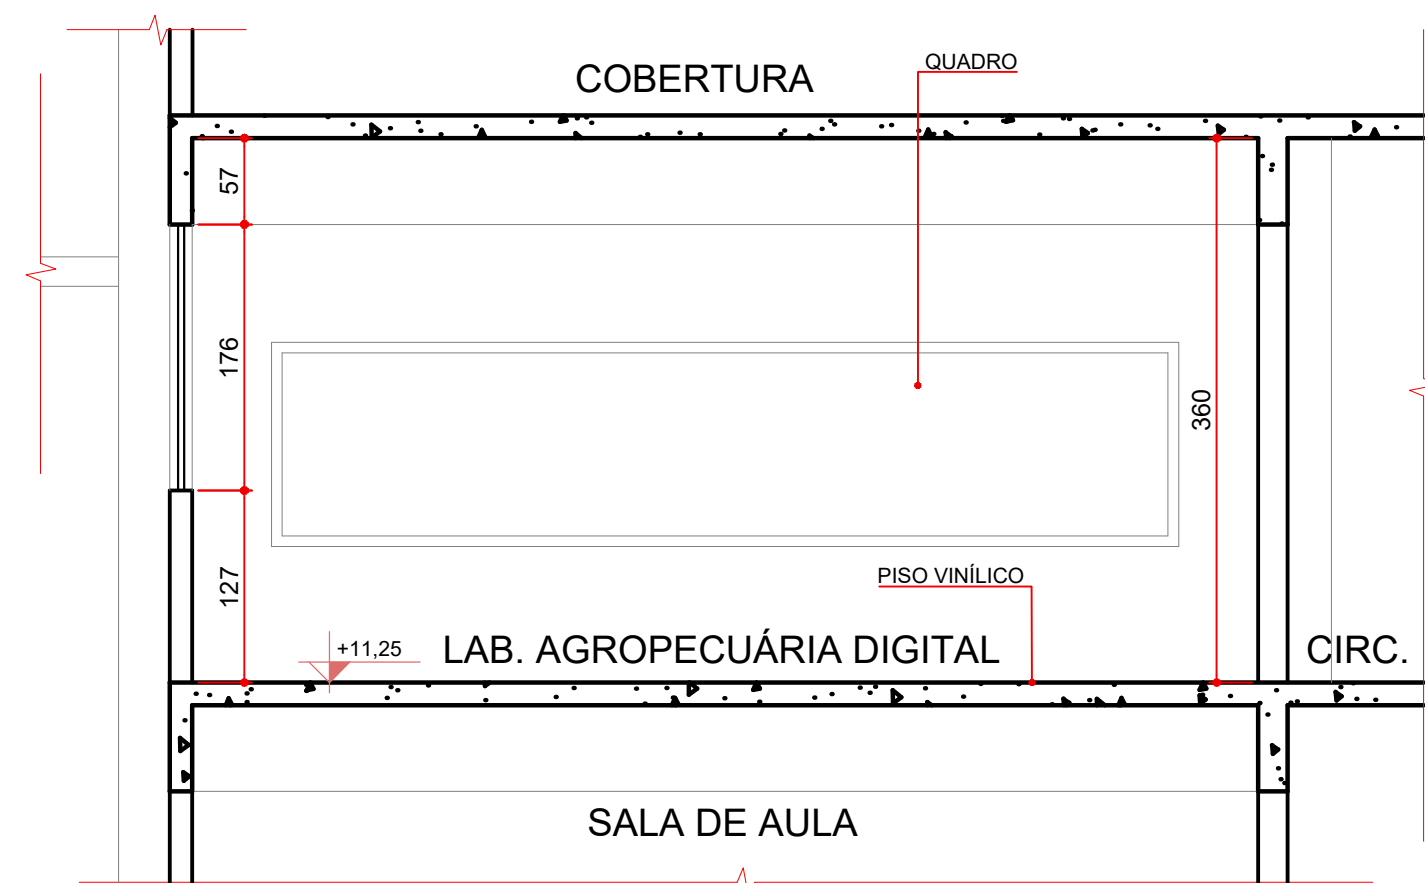 QUADRO
COBERTURA
57
176
360
127
PISO VINÍLICO
+11,25
LAB. AGROPECUÁRIA DIGITAL
CIRC.
SALA DE AULA